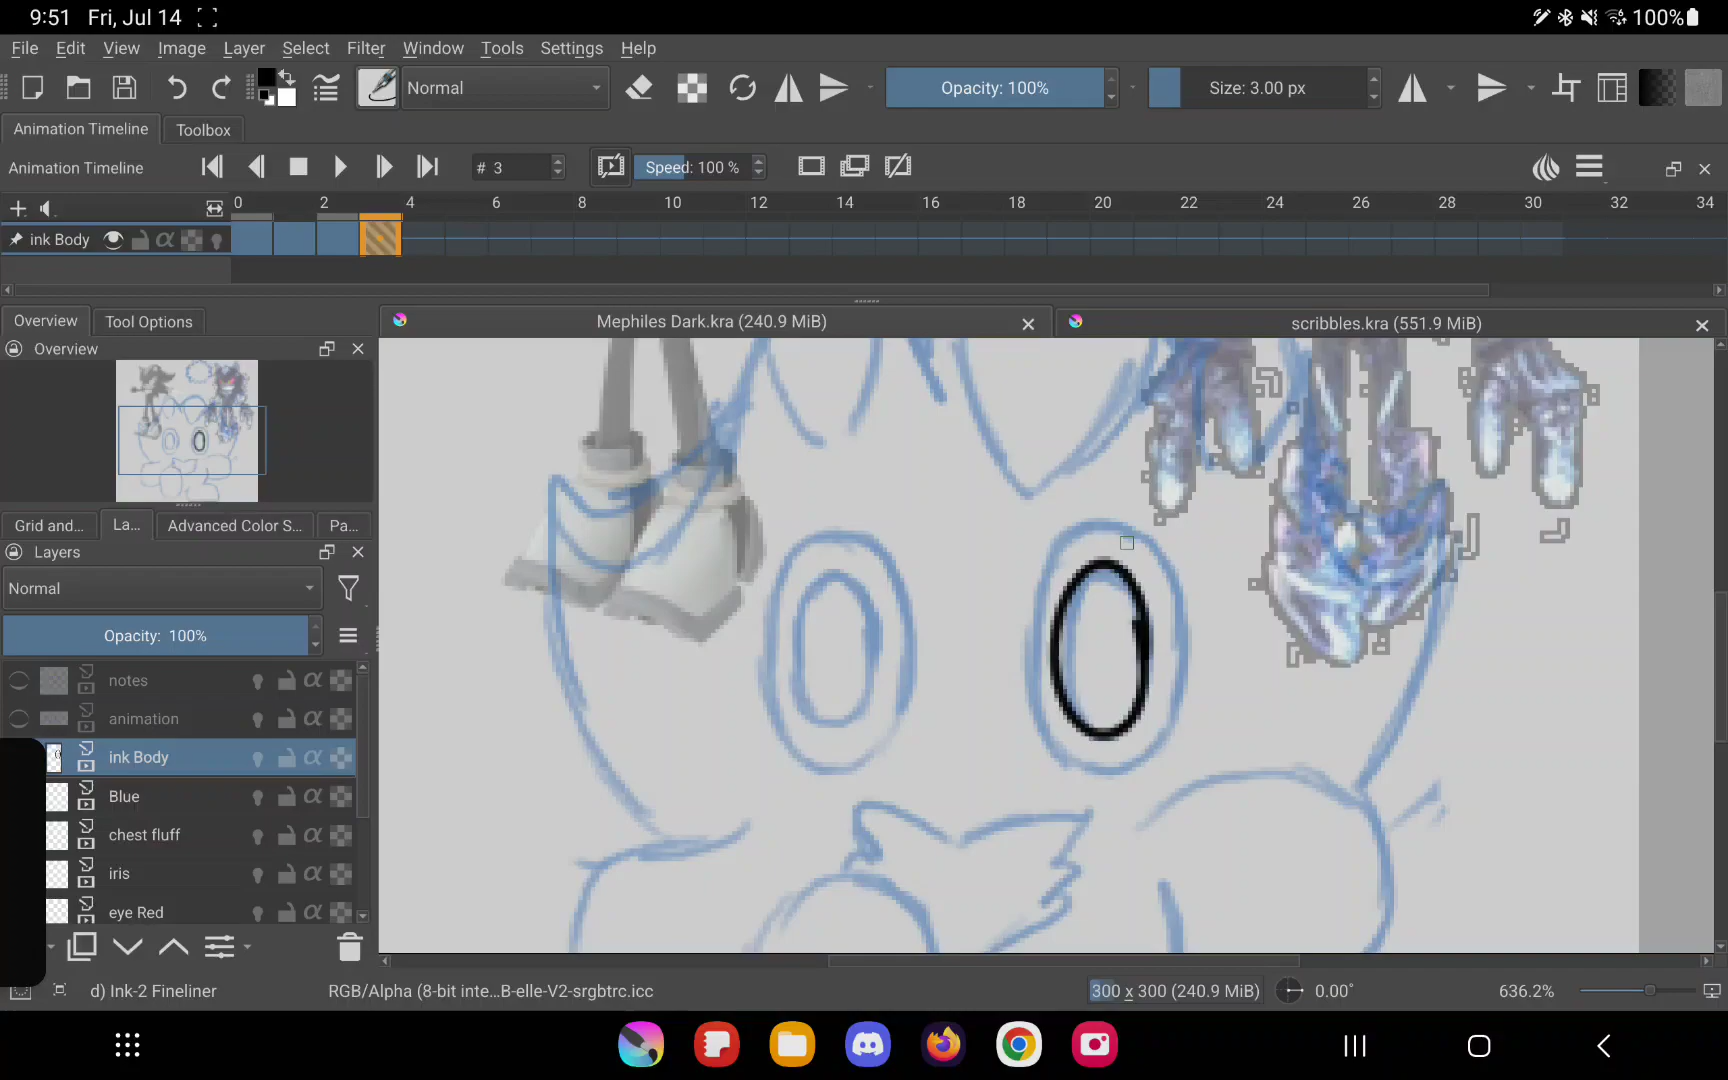 9:51 Fri, Jul 14 100%
File Edit View Image Layer Select Filter Window Tools Settings Help
Normal Opacity: 100% Size: 3.00 px
Animation Timeline Toolbox
Animation Timeline # 3 Speed: 100 %
0 2 4 6 8 10 12 14 16 18 20 22 24 26 28 30 32 34
ink Body
Overview Tool Options
Mephiles Dark.kra (240.9 MiB) scribbles.kra (551.9 MiB)
Overview
Grid and... La... Advanced Color S... Pa...
Layers
Normal
Opacity: 100%
notes
animation
ink Body
Blue
chest fluff
iris
eye Red
d) Ink-2 Fineliner RGB/Alpha (8-bit inte...B-elle-V2-srgbtrc.icc 300 x 300 (240.9 MiB) 0.00° 636.2%